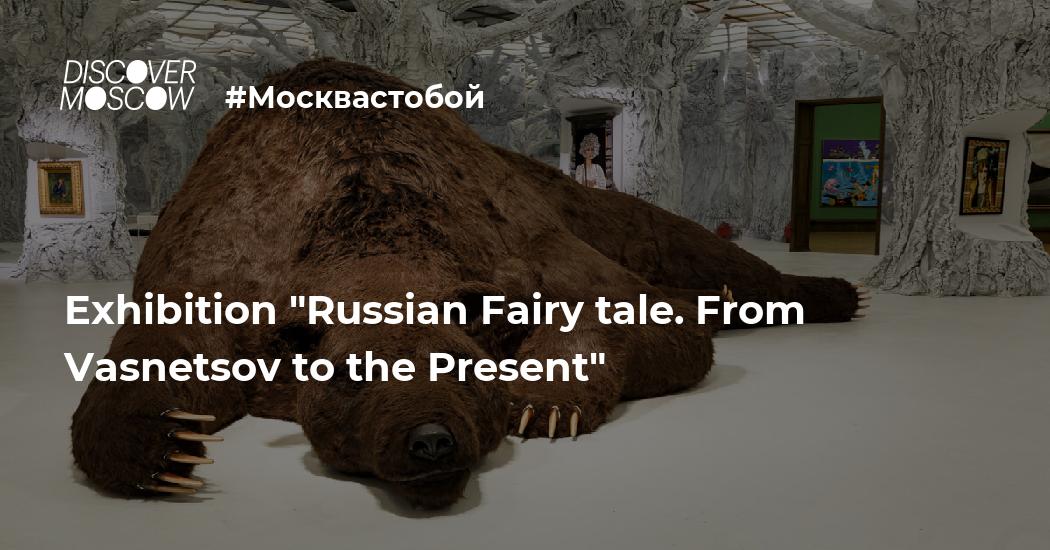 DISCOVER
MOSCOW
#Москвастобой
Exhibition "Russian Fairy tale. From
Vasnetsov to the Present"